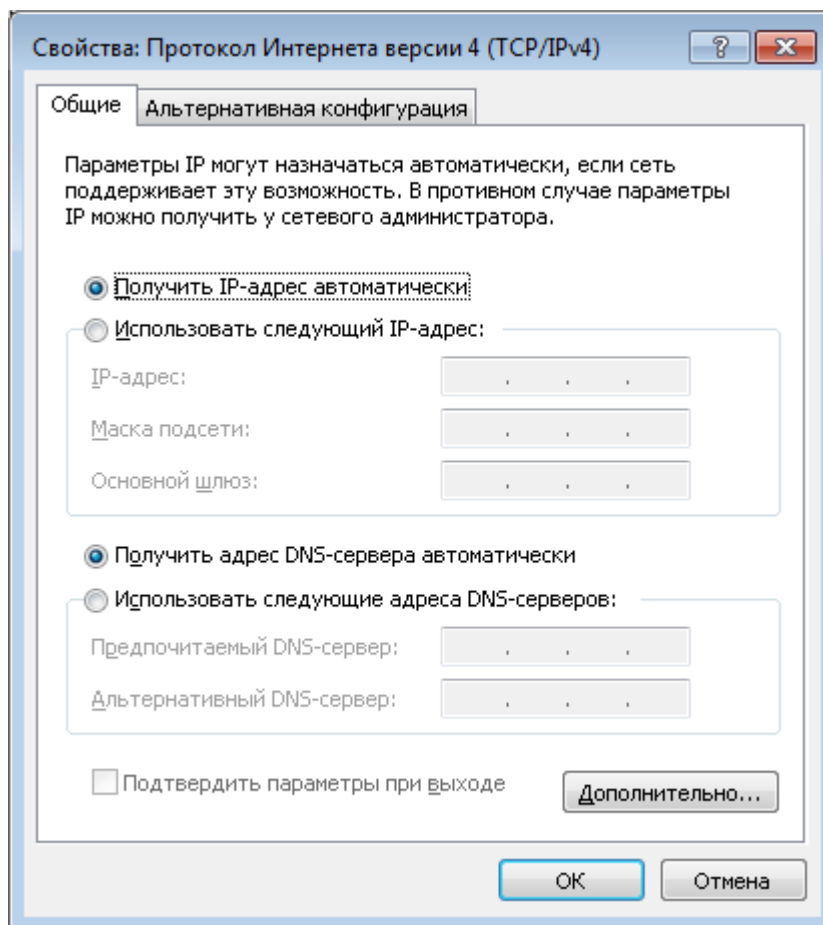 Свойства: Протокол Интернета версии 4 (TCP/IPv4)
Общие
Альтернативная конфигурация
Параметры IP могут назначаться автоматически, если сеть
поддерживает эту возможность. В противном случае параметры
IP можно получить у сетевого администратора.
Получить IP-адрес автоматически
Использовать следующий IP-адрес:
IP-адрес:
Маска подсети:
Основной шлюз:
Получить адрес DNS-сервера автоматически
Использовать следующие адреса DNS-серверов:
Предпочитаемый DNS-сервер:
Альтернативный DNS-сервер:
Подтвердить параметры при выходе
Дополнительно...
ОК
Отмена